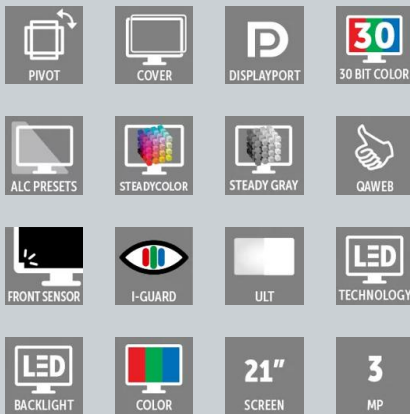 PIVOT
COVER
D
DISPLAYPORT
30
30 BIT COLOR
ALC PRESETS
STEADYCOLOR
STEADY GRAY
QAWEB
FRONT SENSOR
I-GUARD
ULT
LED
TECHNOLOGY
LED
BACKLIGHT
COLOR
21"
SCREEN
3
MP